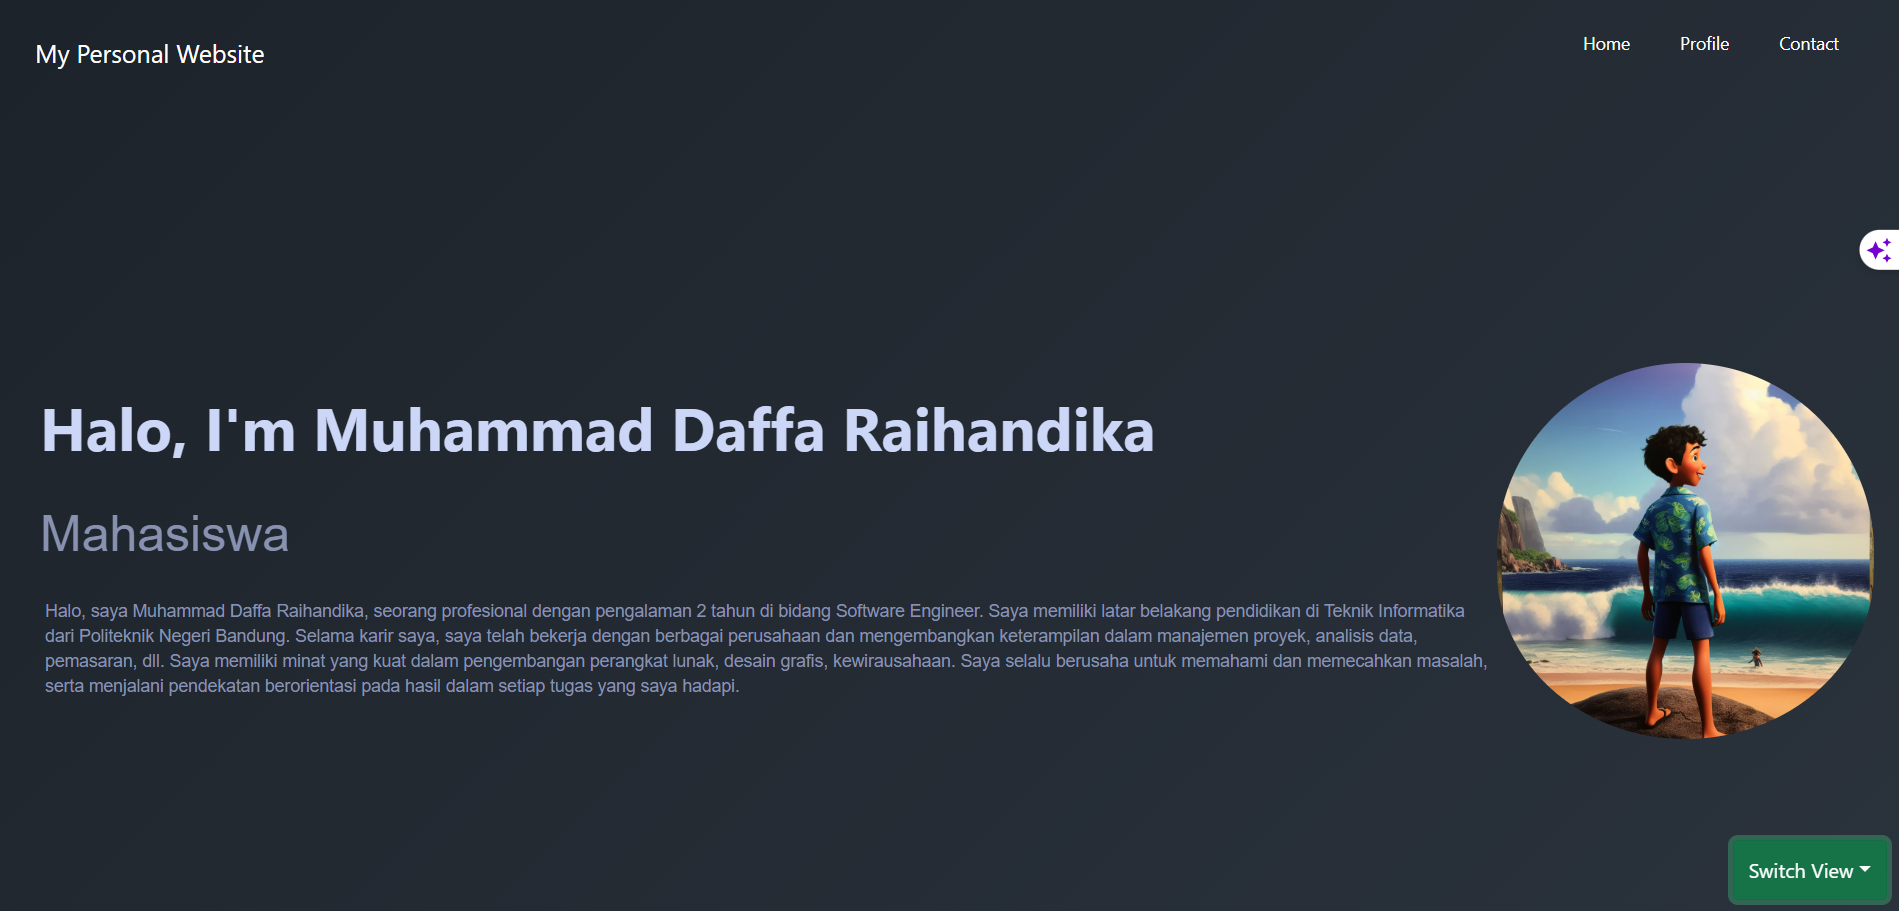 My Personal Website
Home Profile Contact
Halo, I'm Muhammad Daffa Raihandika
Mahasiswa
Halo, saya Muhammad Daffa Raihandika, seorang profesional dengan pengalaman 2 tahun di bidang Software Engineer. Saya memiliki latar belakang pendidikan di Teknik Informatika
dari Politeknik Negeri Bandung. Selama karir saya, saya telah bekerja dengan berbagai perusahaan dan mengembangkan keterampilan dalam manajemen proyek, analisis data,
pemasaran, dll. Saya memiliki minat yang kuat dalam pengembangan perangkat lunak, desain grafis, kewirausahaan. Saya selalu berusaha untuk memahami dan memecahkan masalah,
serta menjalani pendekatan berorientasi pada hasil dalam setiap tugas yang saya hadapi.
Switch View